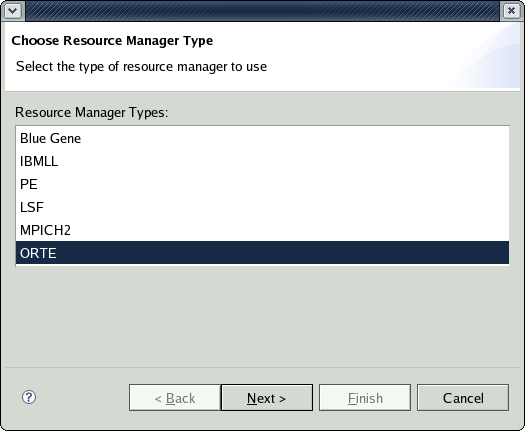 Choose Resource Manager Type
Select the type of resource manager to use
Resource Manager Types:
Blue Gene
IBMLL
PE
LSF
MPICH2
ORTE
?
< Back
Next >
Finish
Cancel